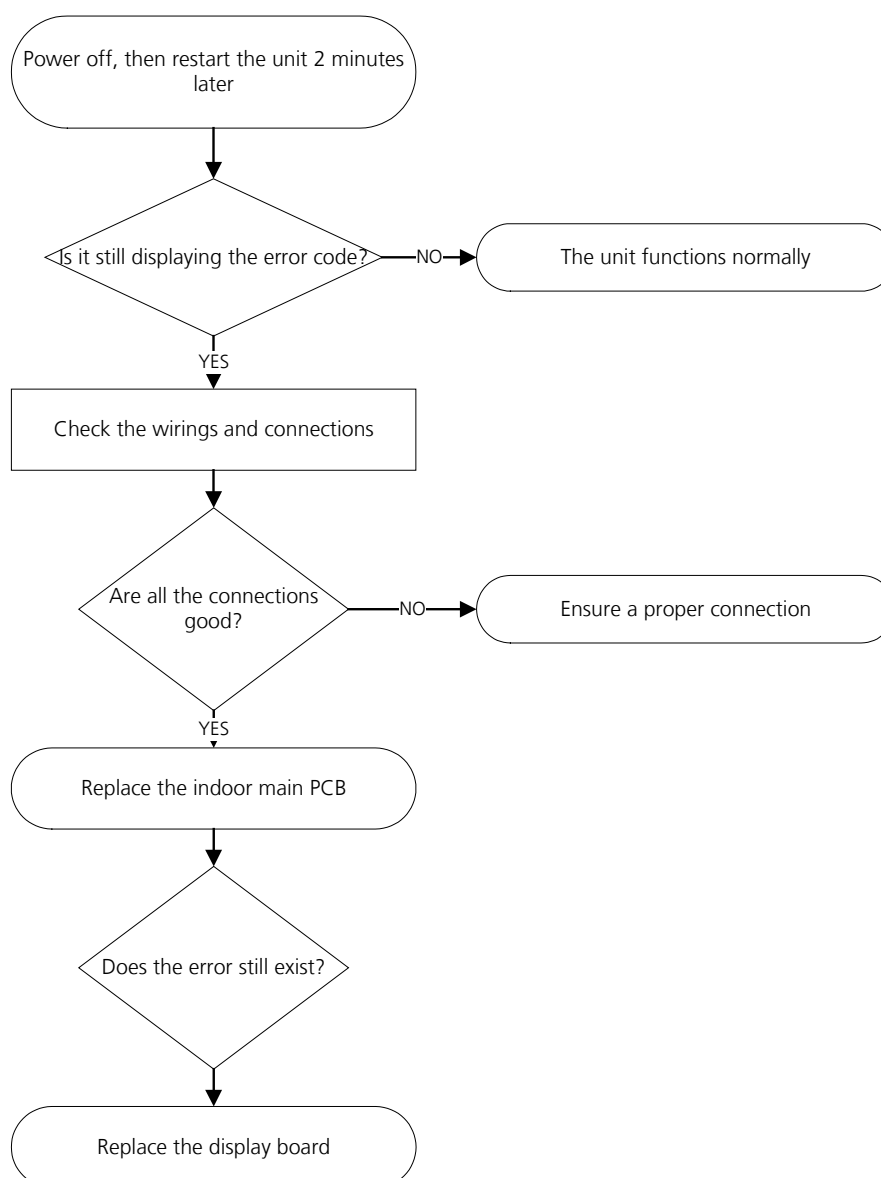 Power off, then restart the unit 2 minutes
later
Is it still displaying the error code?
NO
The unit functions normally
YES
Check the wirings and connections
Are all the connections
good?
NO
Ensure a proper connection
YES
Replace the indoor main PCB
Does the error still exist?
Replace the display board